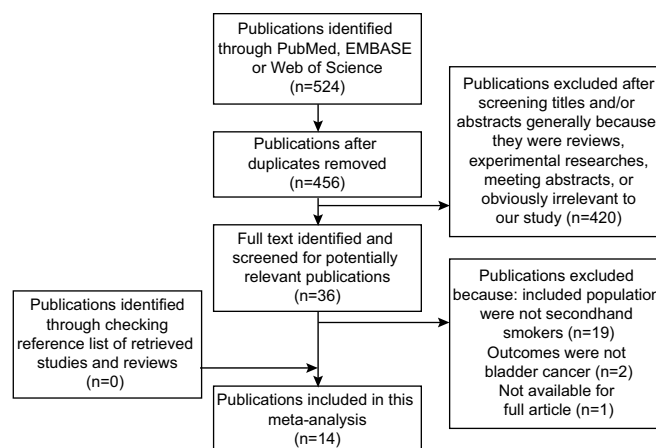 Publications identified
through PubMed, EMBASE
or Web of Science
(n=524)
Publications after
duplicates removed
(n=456)
Publications excluded after
screening titles and/or
abstracts generally because
they were reviews,
experimental researches,
meeting abstracts, or
obviously irrelevant to
our study (n=420)
Full text identified and
screened for potentially
relevant publications
(n=36)
Publications identified
through checking
reference list of retrieved
studies and reviews
(n=0)
Publications excluded
because: included population
were not secondhand
smokers (n=19)
Outcomes were not
bladder cancer (n=2)
Not available for
full article (n=1)
Publications included in this
meta-analysis
(n=14)